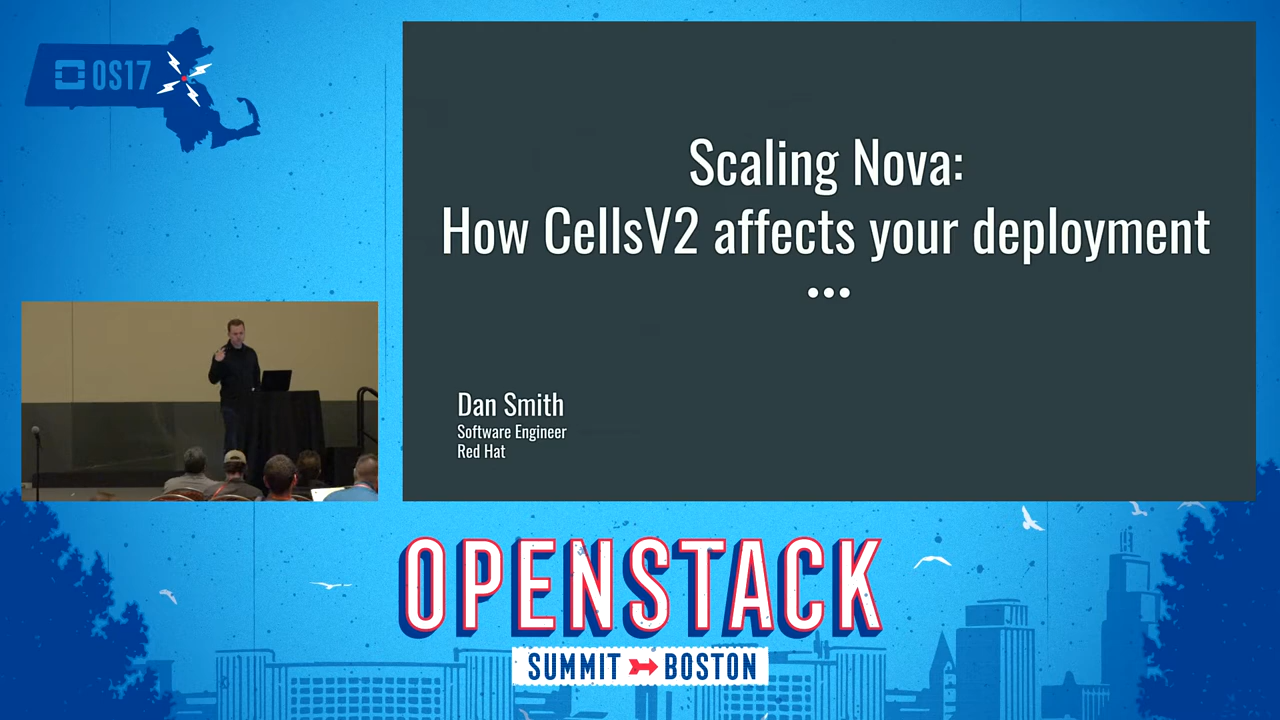 OS17
Scaling Nova:
How CellsV2 affects your deployment
Dan Smith
Software Engineer
Red Hat
OPENSTACK
SUMMIT BOSTON